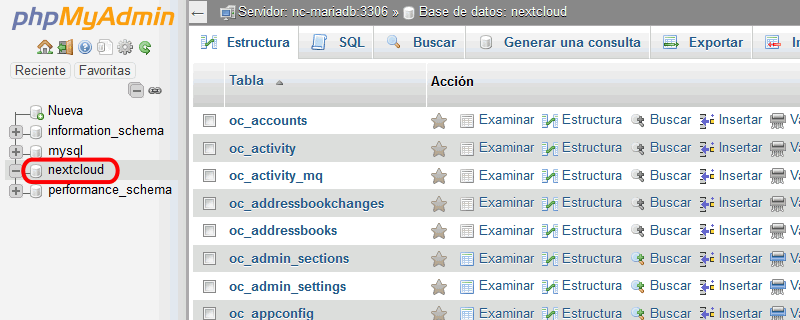 phpMyAdmin
Reciente Favoritas
Nueva
information_schema
mysql
nextcloud
performance_schema
Servidor: nc-mariadb:3306 » Base de datos: nextcloud
Estructura SQL Buscar Generar una consulta Exportar
Tabla Acción
oc_accounts Examinar Estructura Buscar Insertar
oc_activity Examinar Estructura Buscar Insertar
oc_activity_mq Examinar Estructura Buscar Insertar
oc_addressbookchanges Examinar Estructura Buscar Insertar
oc_addressbooks Examinar Estructura Buscar Insertar
oc_admin_sections Examinar Estructura Buscar Insertar
oc_admin_settings Examinar Estructura Buscar Insertar
oc_appconfig Examinar Estructura Buscar Insertar